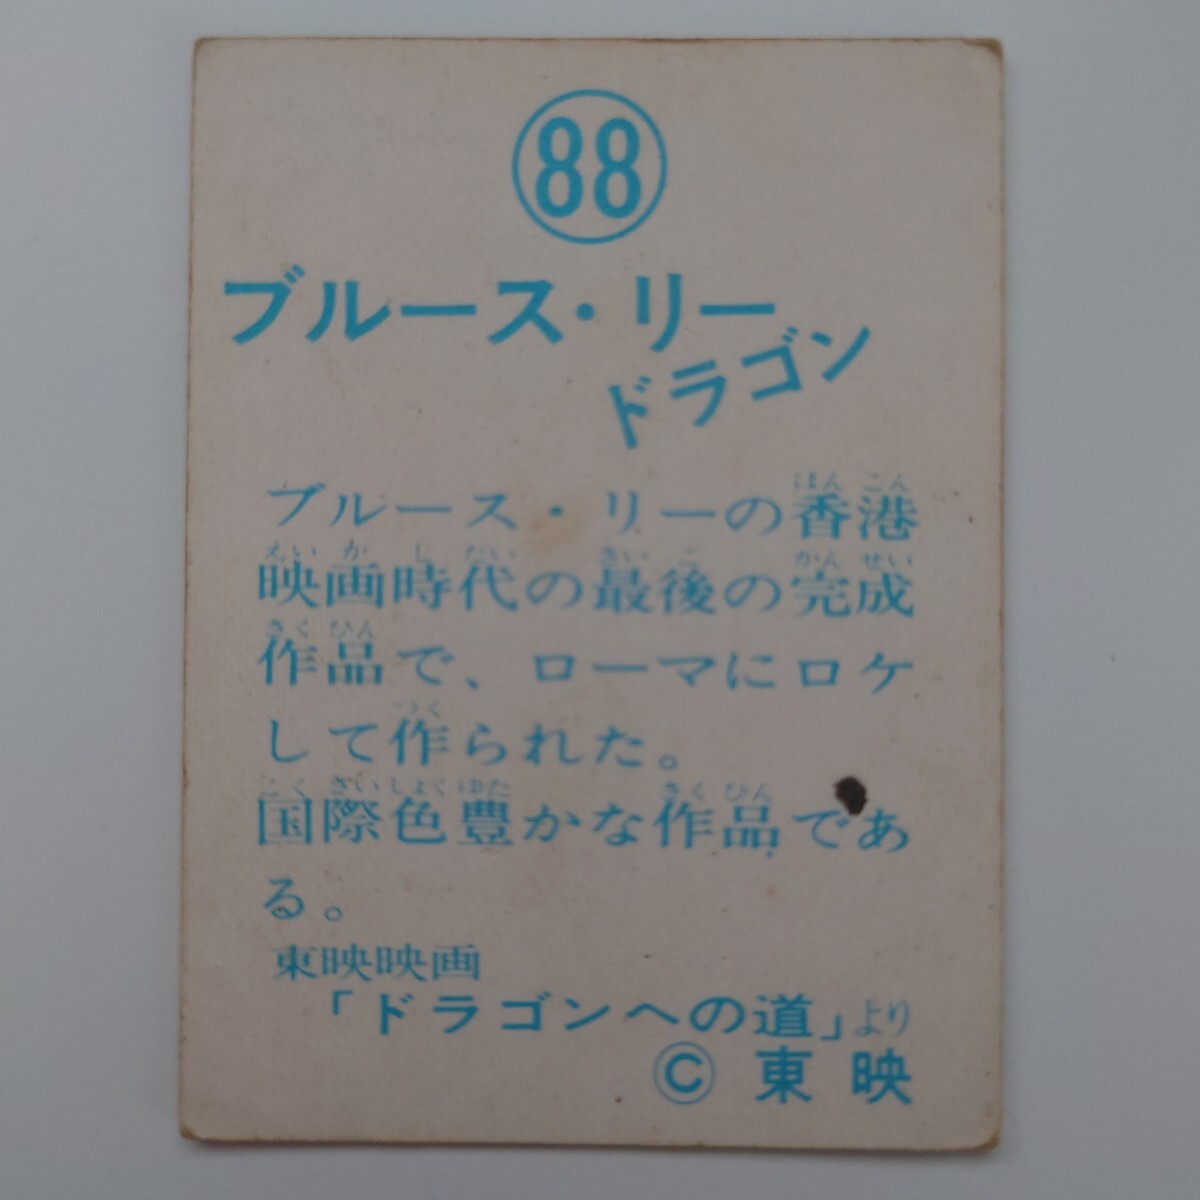 88
ブルース・リー
ドラゴン
ブルース・リーの香港
映画時代の最後の完成
作品で、ローマにロケ
して作られた。
国際色豊かな作品であ
る。
東映映画
「ドラゴンへの道」より
Ⓒ 東映